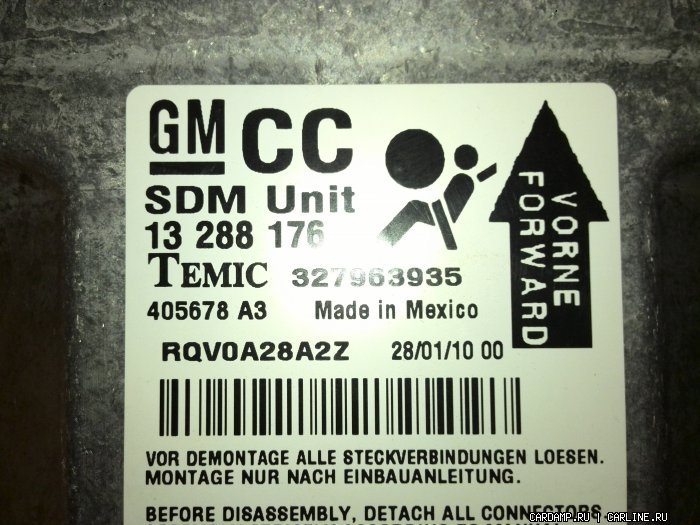 GM CC
SDM Unit
13 288 176
TEMIC 327963935
405678 A3 Made in Mexico
VORNE
FORWARD
RQV0A28A2Z 28/01/10 00
VOR DEMONTAGE ALLE STECKVERBINDUNGEN LOESEN.
MONTAGE NUR NACH EINBAUANLEITUNG.
BEFORE DISASSEMBLY, DETACH ALL CONNECTORS
CARDAMP.RU | CARLINE.RU